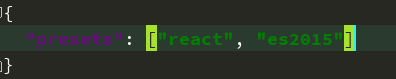 {
"presets": ["react", "es2015"]
}